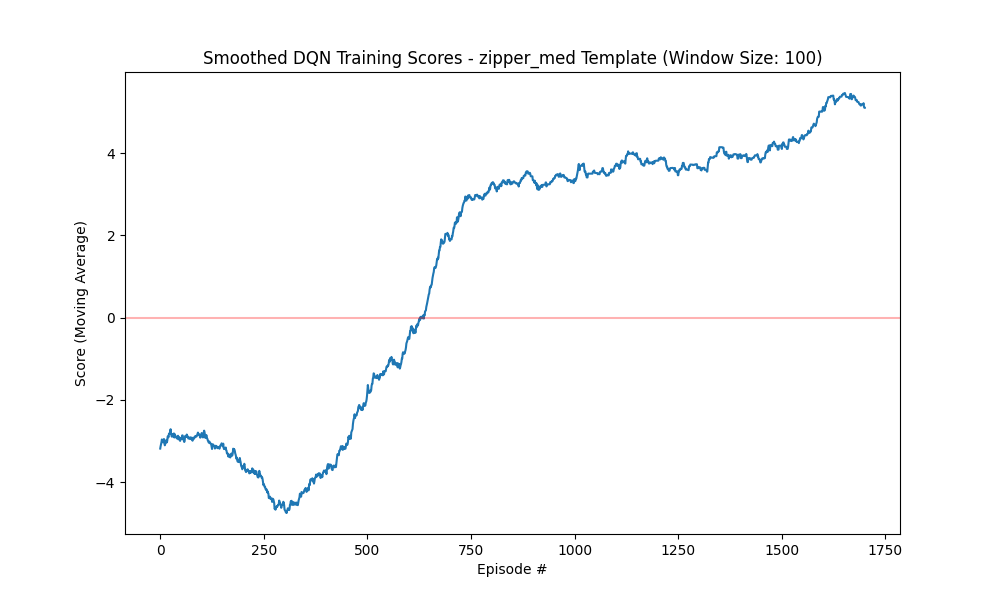 Smoothed DQN Training Scores - zipper_med Template (Window Size: 100)
Score (Moving Average)
4
2
0
−2
−4
0 250 500 750 1000 1250 1500 1750
Episode #